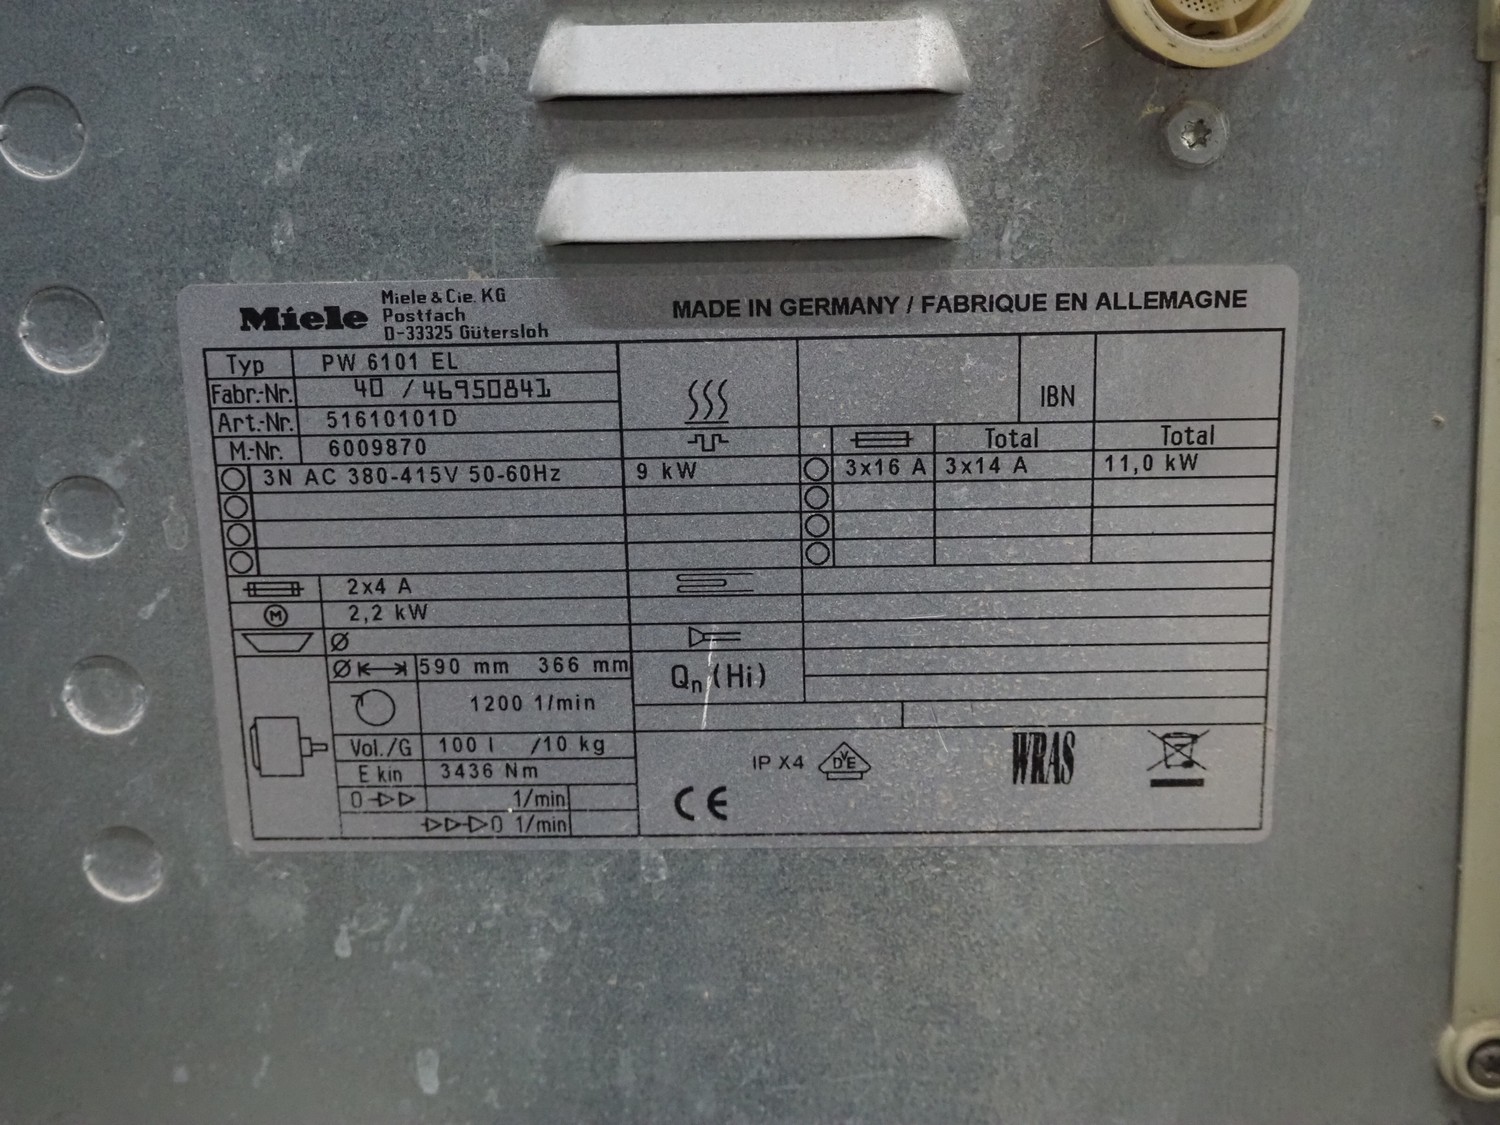 Miele
Miele & Cie. KG
Postfach
D-33325 Gütersloh
MADE IN GERMANY / FABRIQUE EN ALLEMAGNE
Typ PW 6101 EL
Fabr.-Nr. 40 / 46950841
Art.-Nr. 51610101D
M.-Nr. 6009870
IBN
Total Total
3N AC 380-415V 50-60Hz 9 kW 3x16 A 3x14 A 11,0 kW
2x4 A
M 2,2 kW
Ø
Ø 590 mm 366 mm
Qn (Hi)
1200 1/min
Vol./G 100 l /10 kg
E kin 3436 Nm
0 1/min
0 1/min
IP X4 DVE WRAS
CE